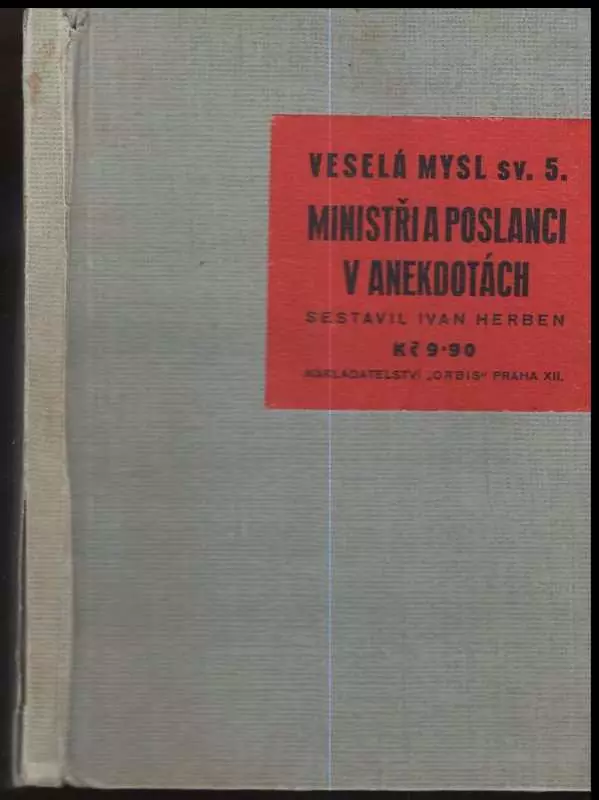 VESELÁ MYSL sv. 5.
MINISTŘI A POSLANCI
V ANEKDOTÁCH
SESTAVIL IVAN HERBEN
Kč 9·90
NAKLADATELSTVÍ „ORBIS“ PRAHA XII.